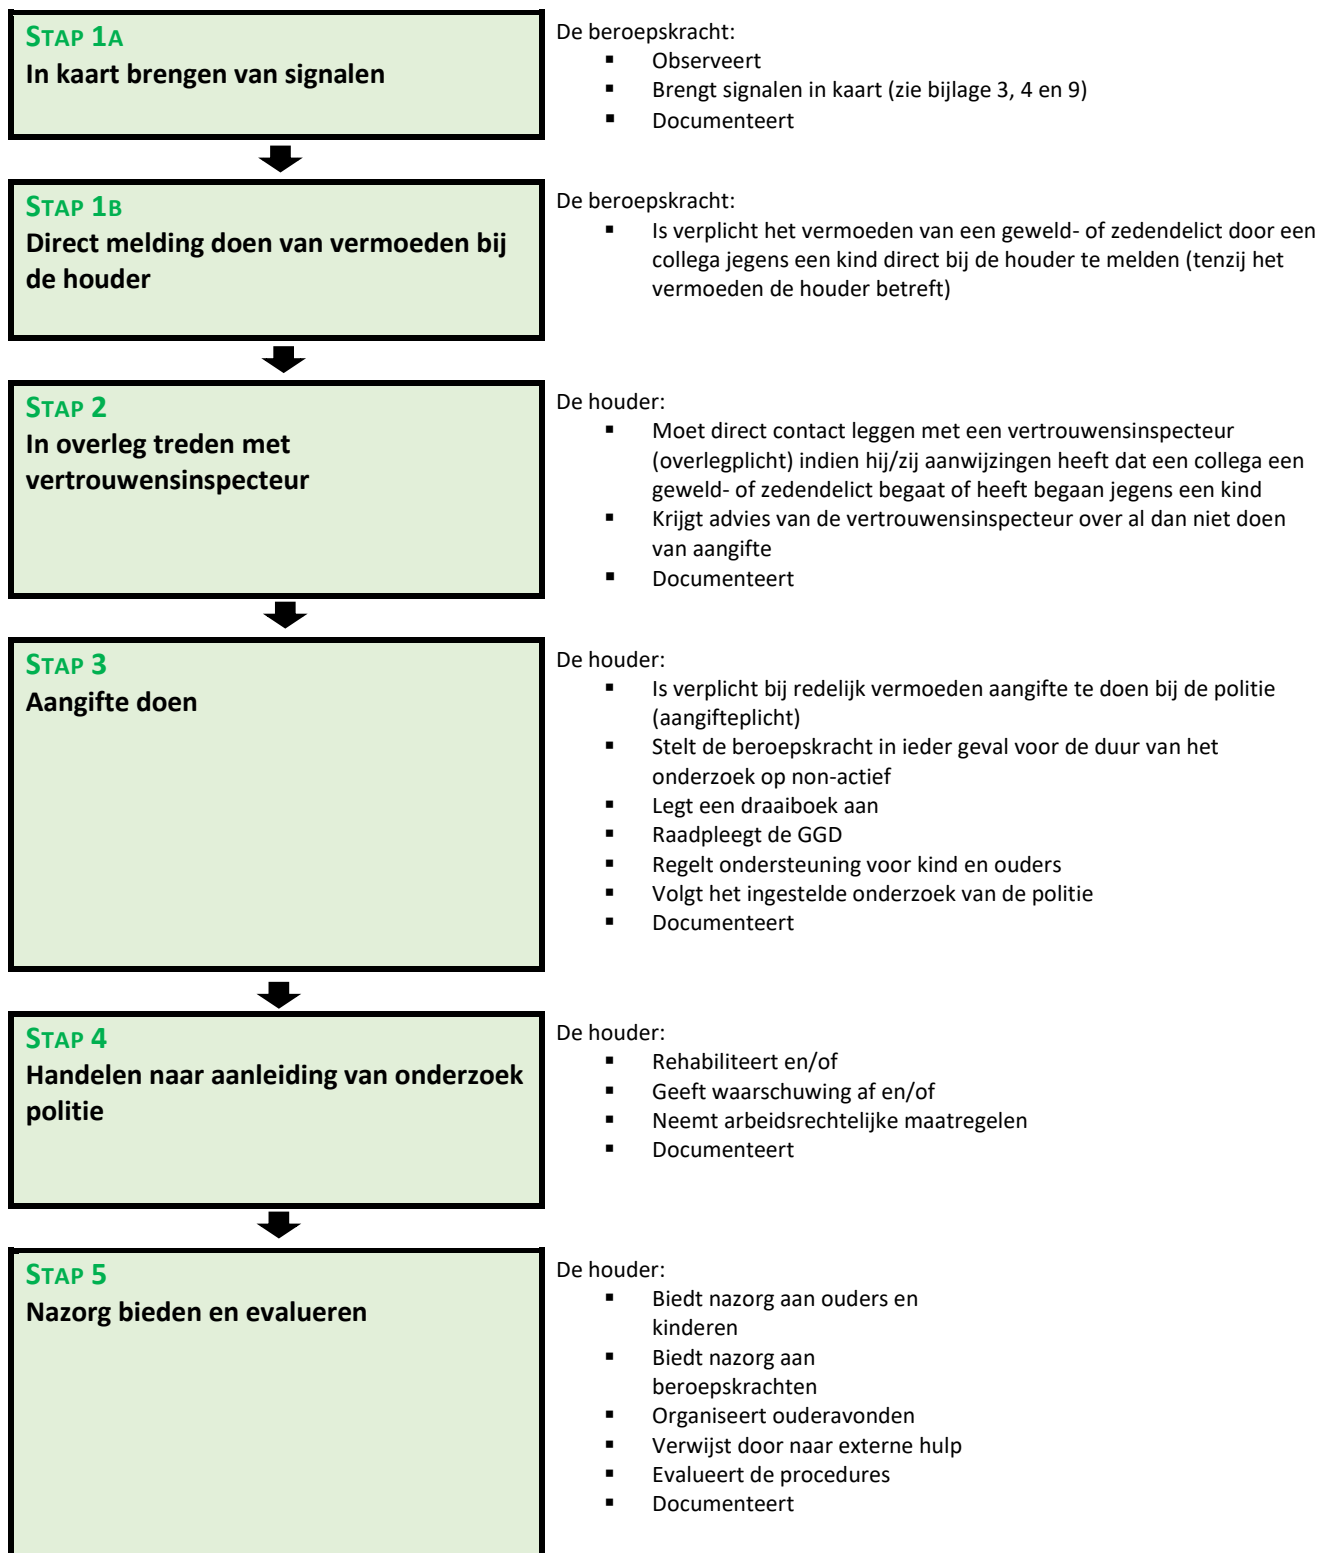 STAP 1A
In kaart brengen van signalen
De beroepskracht:
▪ Observeert
▪ Brengt signalen in kaart (zie bijlage 3, 4 en 9)
▪ Documenteert
STAP 1B
Direct melding doen van vermoeden bij
de houder
De beroepskracht:
▪ Is verplicht het vermoeden van een geweld- of zedendelict door een
collega jegens een kind direct bij de houder te melden (tenzij het
vermoeden de houder betreft)
STAP 2
In overleg treden met
vertrouwensinspecteur
De houder:
▪ Moet direct contact leggen met een vertrouwensinspecteur
(overlegplicht) indien hij/zij aanwijzingen heeft dat een collega een
geweld- of zedendelict begaat of heeft begaan jegens een kind
▪ Krijgt advies van de vertrouwensinspecteur over al dan niet doen
van aangifte
▪ Documenteert
STAP 3
Aangifte doen
De houder:
▪ Is verplicht bij redelijk vermoeden aangifte te doen bij de politie
(aangifteplicht)
▪ Stelt de beroepskracht in ieder geval voor de duur van het
onderzoek op non-actief
▪ Legt een draaiboek aan
▪ Raadpleegt de GGD
▪ Regelt ondersteuning voor kind en ouders
▪ Volgt het ingestelde onderzoek van de politie
▪ Documenteert
STAP 4
Handelen naar aanleiding van onderzoek
politie
De houder:
▪ Rehabiliteert en/of
▪ Geeft waarschuwing af en/of
▪ Neemt arbeidsrechtelijke maatregelen
▪ Documenteert
STAP 5
Nazorg bieden en evalueren
De houder:
▪ Biedt nazorg aan ouders en
kinderen
▪ Biedt nazorg aan
beroepskrachten
▪ Organiseert ouderavonden
▪ Verwijst door naar externe hulp
▪ Evalueert de procedures
▪ Documenteert